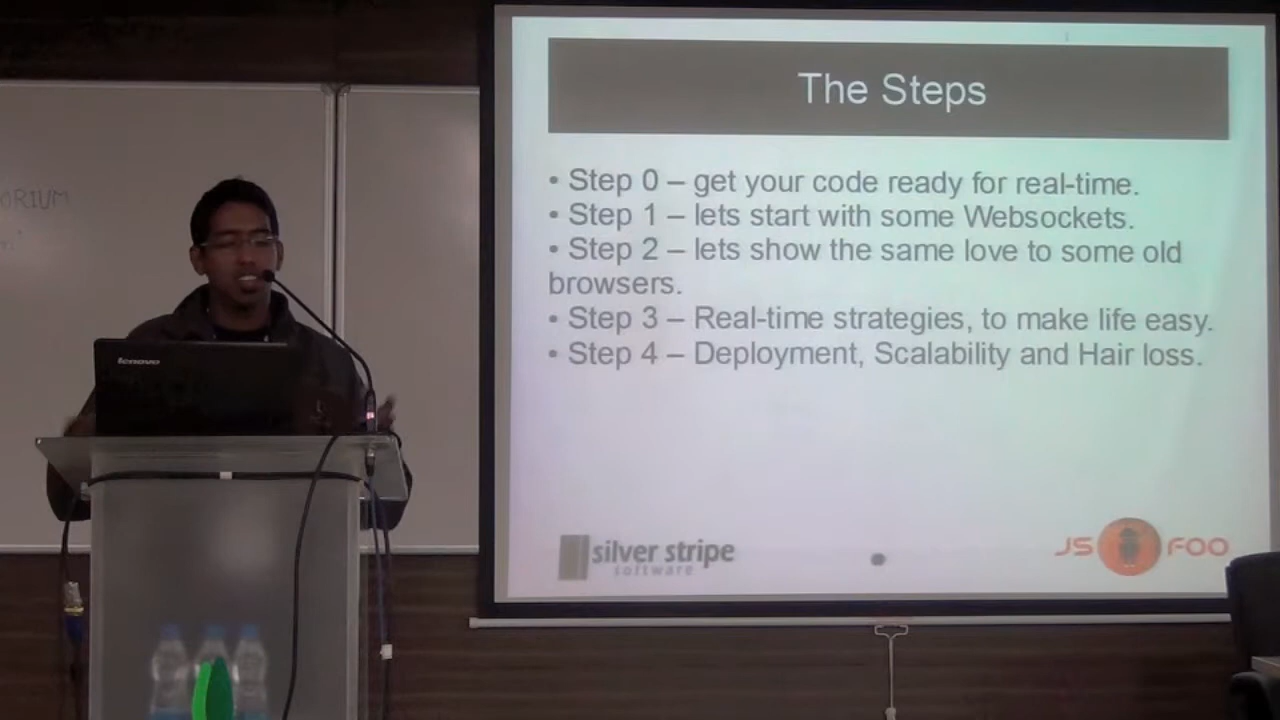 The Steps
• Step 0 – get your code ready for real-time.
• Step 1 – lets start with some Websockets.
• Step 2 – lets show the same love to some old
browsers.
• Step 3 – Real-time strategies, to make life easy.
• Step 4 – Deployment, Scalability and Hair loss.
silver stripe
software
JS FOO
lenovo
ORIUM